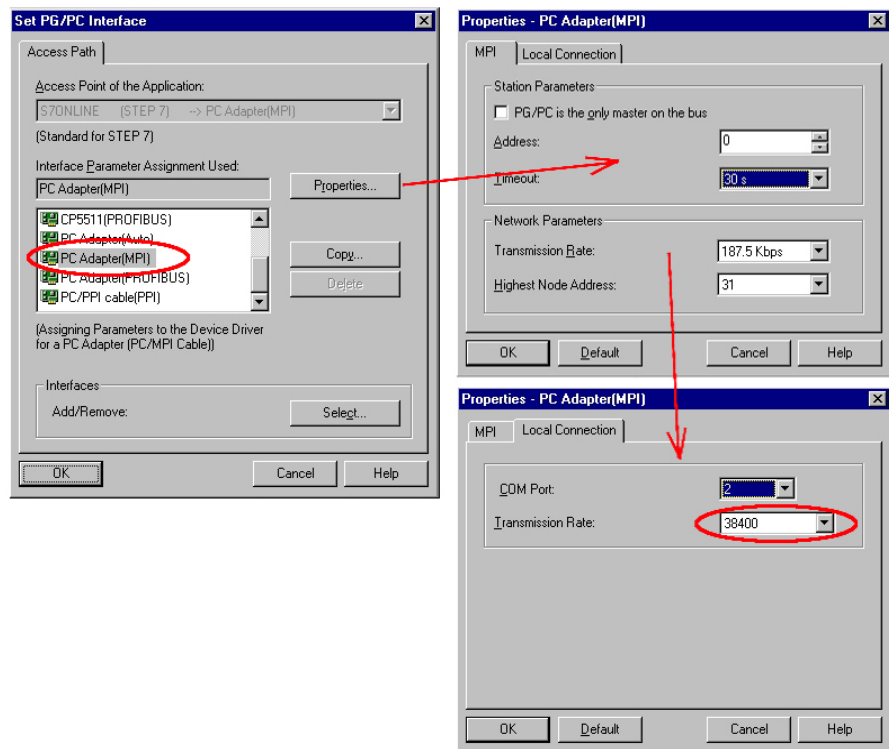 Set PG/PC Interface
Access Path
Access Point of the Application:
S7ONLINE (STEP 7) --> PC Adapter(MPI)
(Standard for STEP 7)
Interface Parameter Assignment Used:
PC Adapter(MPI)
Properties...
CP5511(PROFIBUS)
PC Adapter(Auto)
PC Adapter(MPI)
PC Adapter(PROFIBUS)
PC/PPI cable(PPI)
Copy...
Delete
(Assigning Parameters to the Device Driver
for a PC Adapter (PC/MPI Cable))
Interfaces
Add/Remove:
Select...
OK
Cancel
Help
Properties - PC Adapter(MPI)
MPI
Local Connection
Station Parameters
PG/PC is the only master on the bus
Address:
0
Timeout:
30 s
Network Parameters
Transmission Rate:
187.5 Kbps
Highest Node Address:
31
OK
Default
Cancel
Help
Properties - PC Adapter(MPI)
MPI
Local Connection
COM Port:
2
Transmission Rate:
38400
OK
Default
Cancel
Help